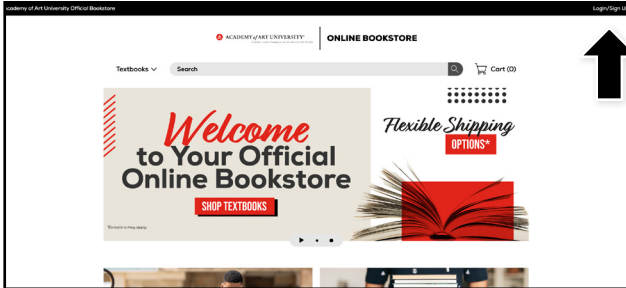 cademy of Art University Official Bookstore
Login/Sign U
ACADEMY of ART UNIVERSITY
ONLINE BOOKSTORE
Textbooks
Search
Cart (0)
Welcome
to Your Official
Online Bookstore
SHOP TEXTBOOKS
Flexible Shipping
OPTIONS*